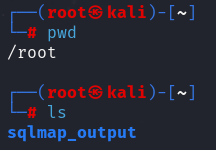 ┌──(root㉿kali)-[~]
└─# pwd
/root
┌──(root㉿kali)-[~]
└─# ls
sqlmap_output